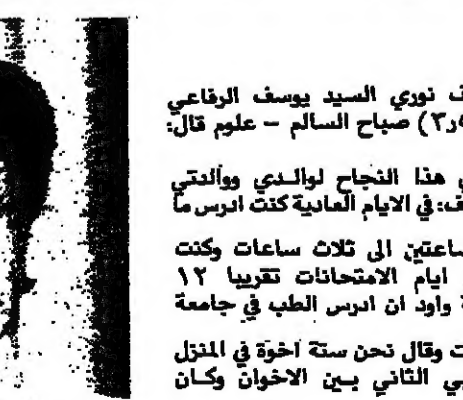 ف نوري السيد يوسف الرفاعي
٣ر) صباح السالم – علوم قال:
هذا النجاح لوالدي ووالدتي
ف: في الايام العادية كنت ادرس ما
ساعتين الى ثلاث ساعات وكنت
ايام الامتحانات تقريبا ١٢
واود ان ادرس الطب في جامعة
ت وقال نحن ستة اخوة في المنزل
ي الثاني بين الاخوان وكان